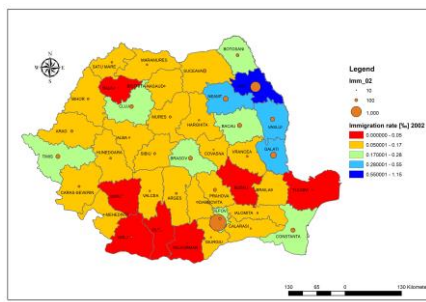 BOTOSANI
SATU MARE
MARAMURES
SUCEAVA
BIHOR
CLUJ
NEAMT
MURES
HARGHITA
BACAU
VASLUI
ARAD
ALBA
TIMIS
HUNEDOARA
SIBIU
BRASOV
COVASNA
VRANCEA
GALATI
CARAS-SEVERIN
VALCEA
ARGES
PRAHOVA
DAMBOVITA
BRAILA
MEHEDINTI
IALOMITA
CALARASI
GIURGIU
CONSTANTA
N
Legend
Imm_02
10
100
1.000
Immigration rate [‰] 2002
0.000000 - 0.05
0.050001 - 0.17
0.170001 - 0.28
0.280001 - 0.55
0.550001 - 1.15
130 65 0 130 Kilometers